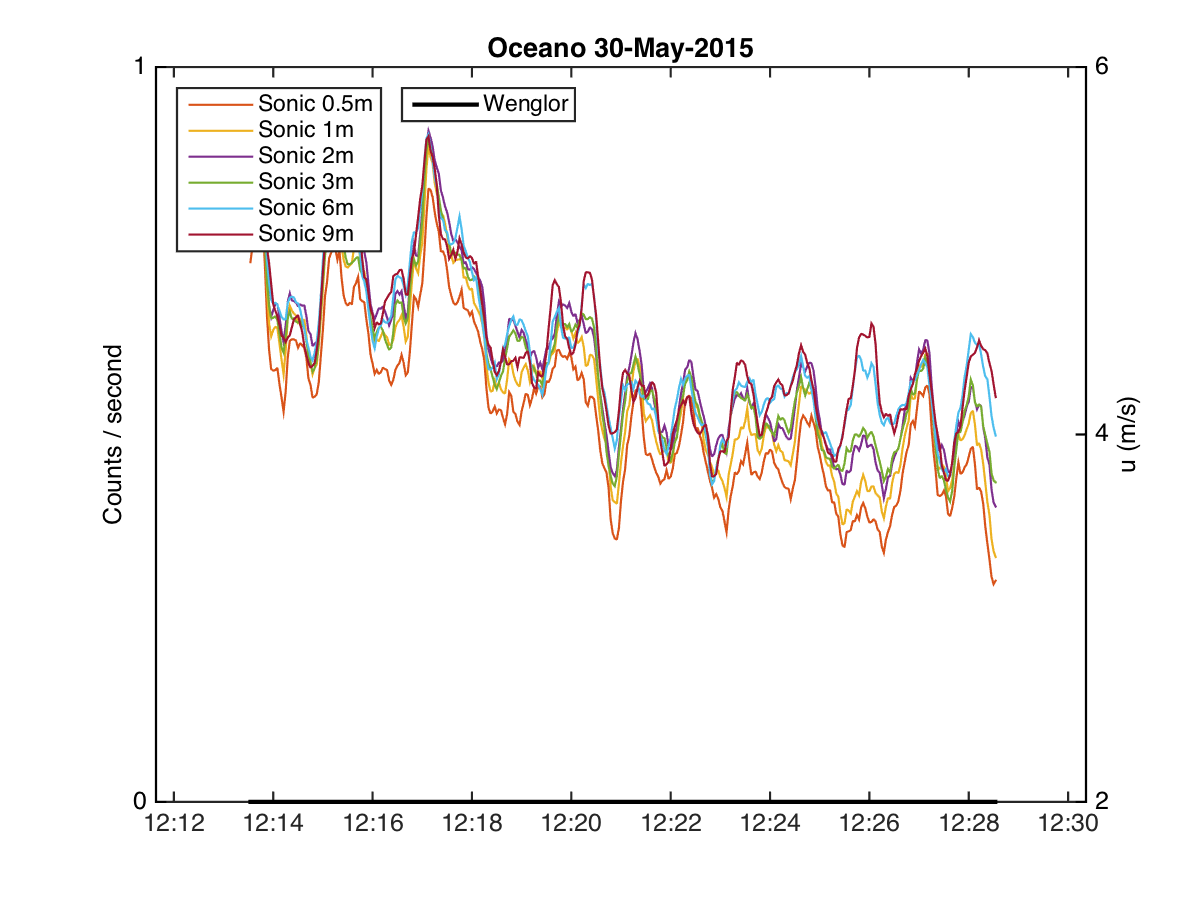 Oceano 30-May-2015
1
6
Sonic 0.5m
Wenglor
Sonic 1m
Sonic 2m
Sonic 3m
Sonic 6m
Sonic 9m
Counts / second
4
u (m/s)
0
2
12:12 12:14 12:16 12:18 12:20 12:22 12:24 12:26 12:28 12:30